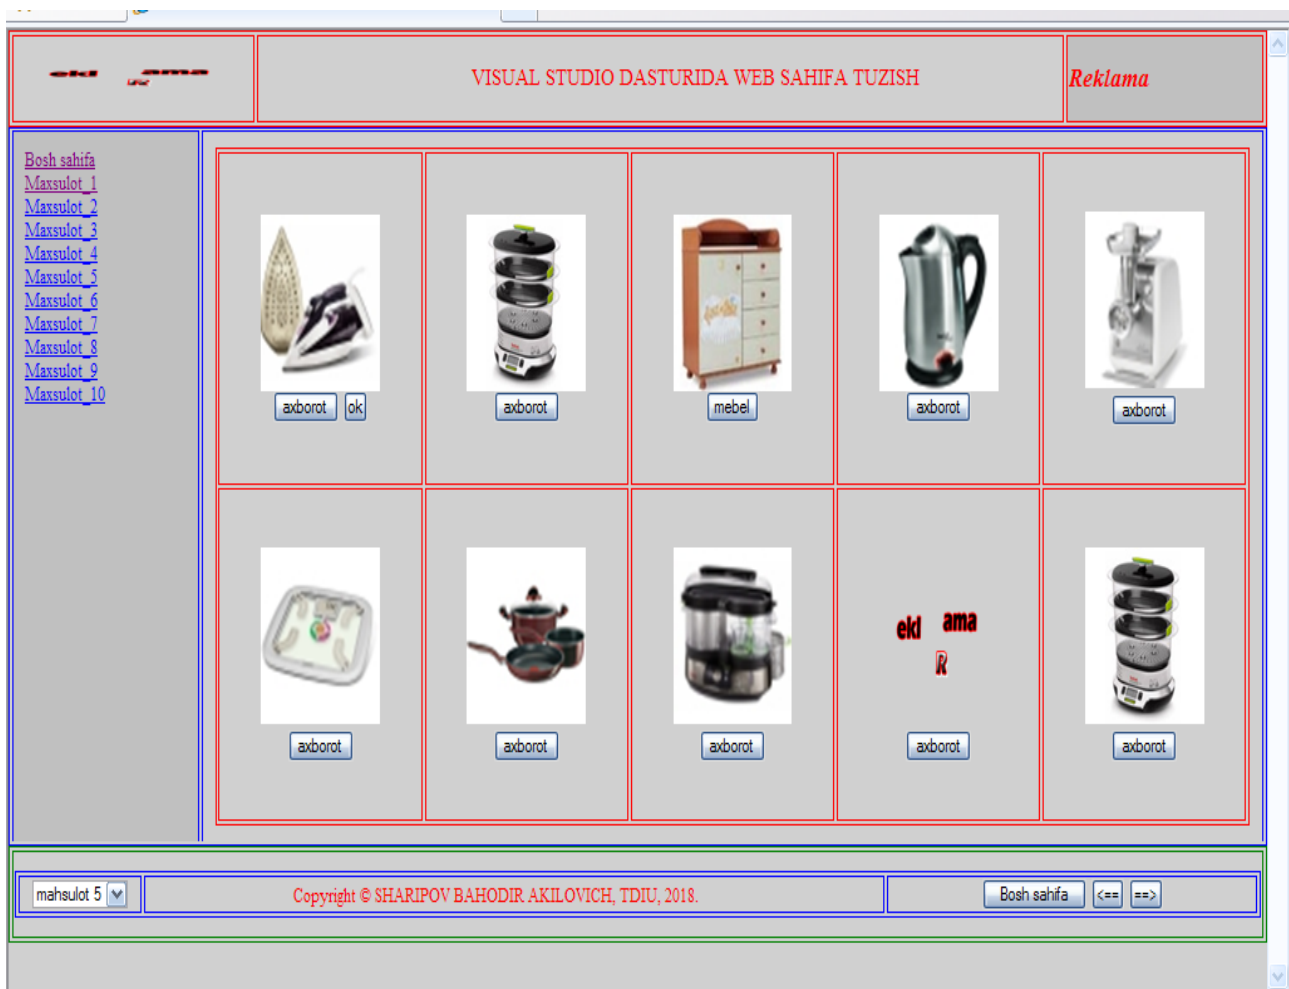 ekl ama
R
VISUAL STUDIO DASTURIDA WEB SAHIFA TUZISH
Reklama
Bosh sahifa
Maxsulot_1
Maxsulot_2
Maxsulot_3
Maxsulot_4
Maxsulot_5
Maxsulot_6
Maxsulot_7
Maxsulot_8
Maxsulot_9
Maxsulot_10
axborot ok
axborot
mebel
axborot
axborot
ekl ama
R
axborot
axborot
axborot
axborot
axborot
mahsulot 5
Copyright © SHARIPOV BAHODIR AKILOVICH, TDIU, 2018.
Bosh sahifa <== ==>